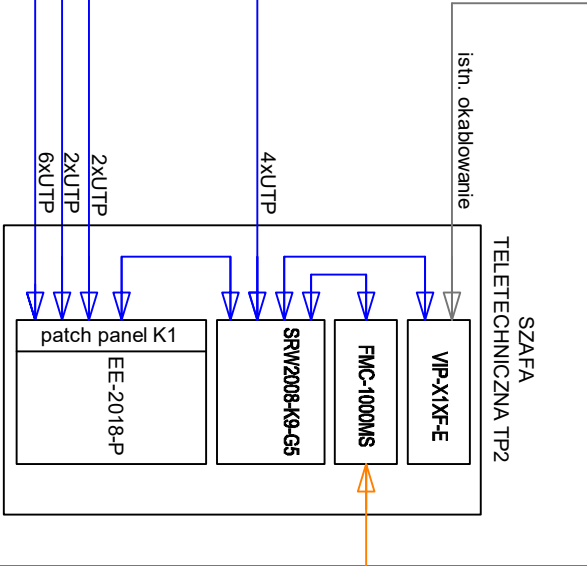 istn. okablowanie
6xUTP
2xUTP
2xUTP
4xUTP
SZAFA
TELETECHNICZNA TP2
patch panel K1
EE-2018-P
SRW2008-K9-G5
FMC-1000MS
VIP-X1XF-E